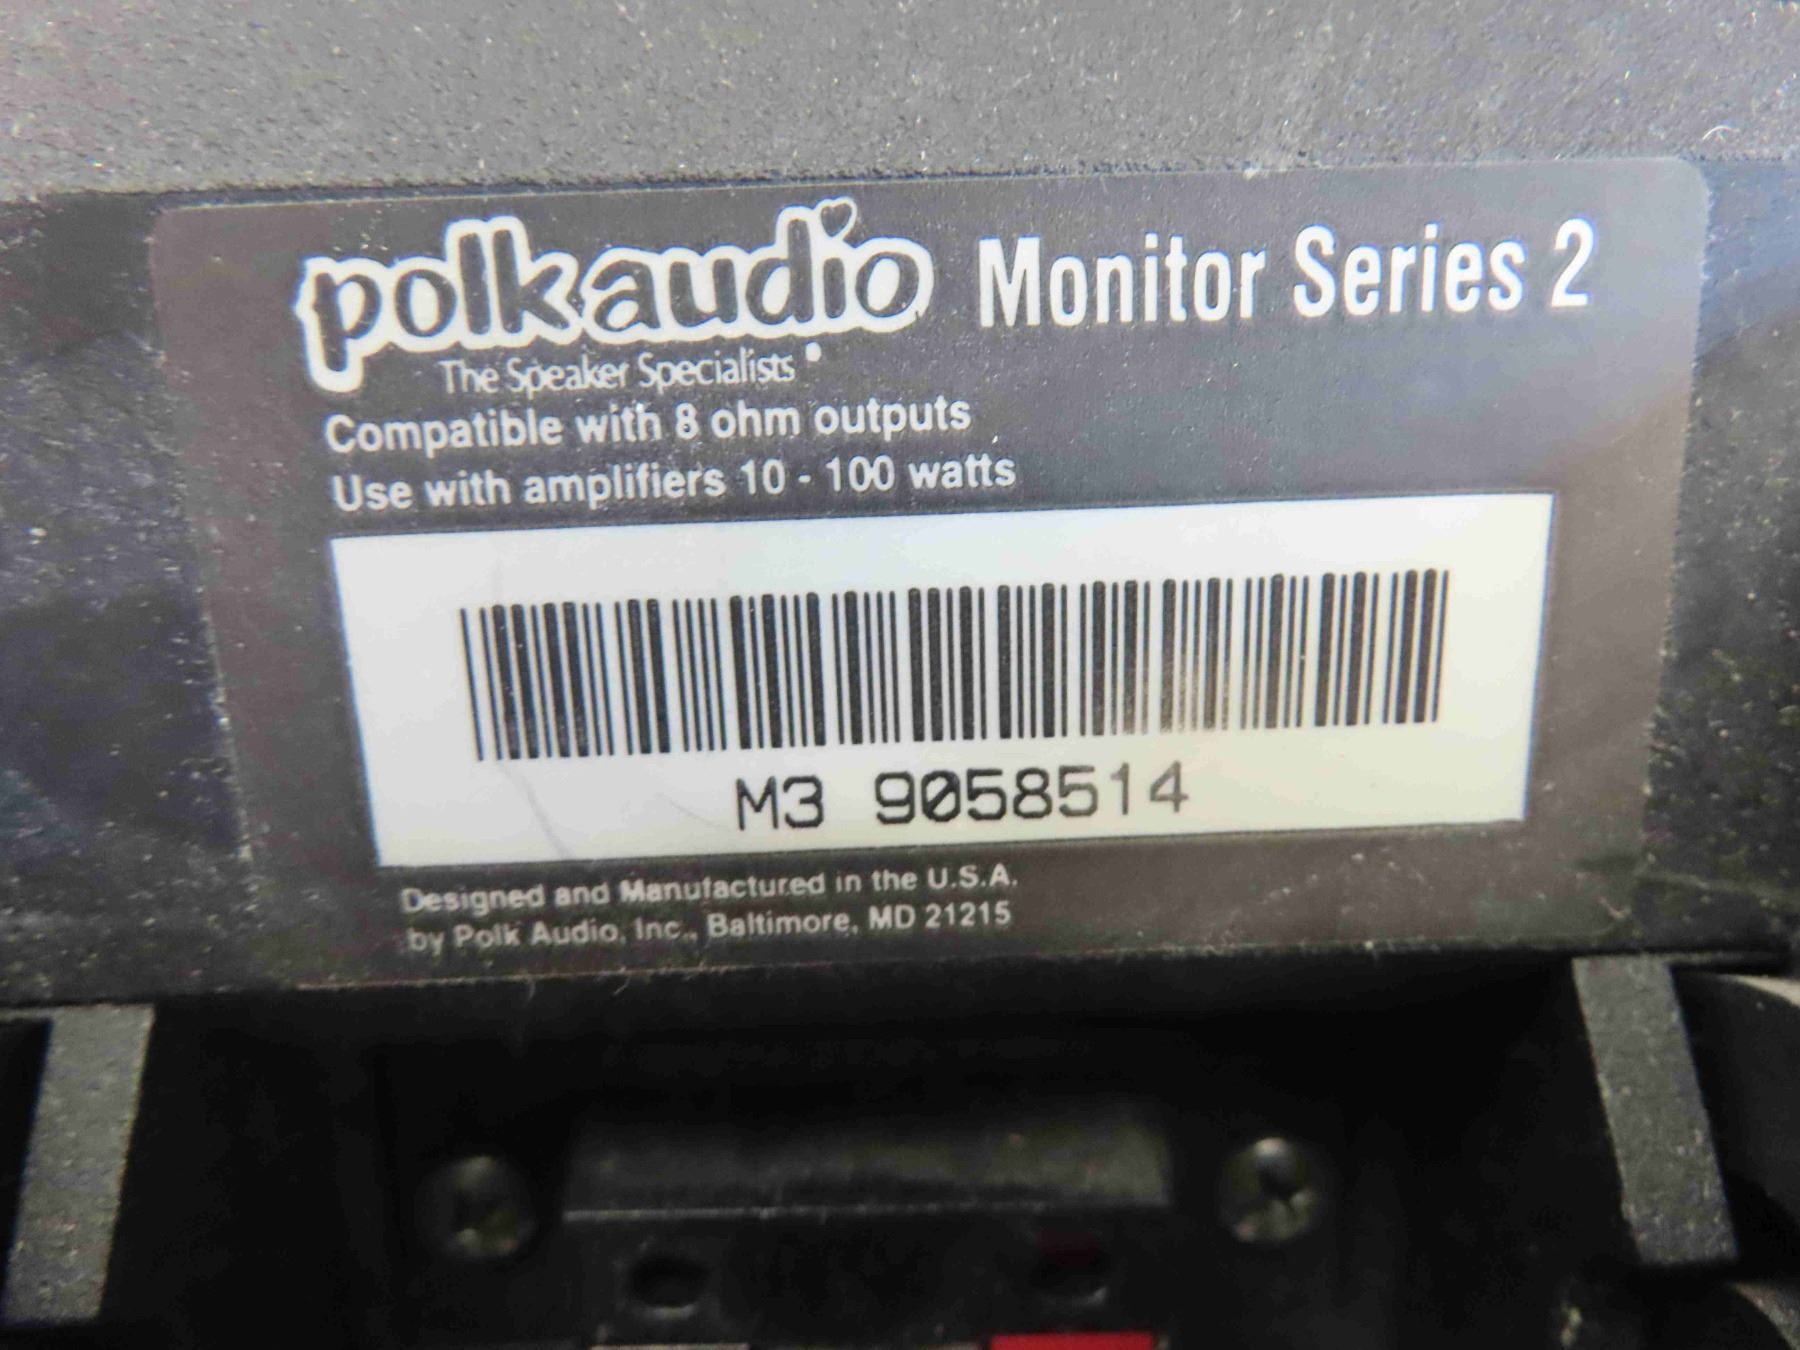 polkaudio Monitor Series 2
The Speaker Specialists
Compatible with 8 ohm outputs
Use with amplifiers 10 - 100 watts
M3 9058514
Designed and Manufactured in the U.S.A.
by Polk Audio, Inc., Baltimore, MD 21215